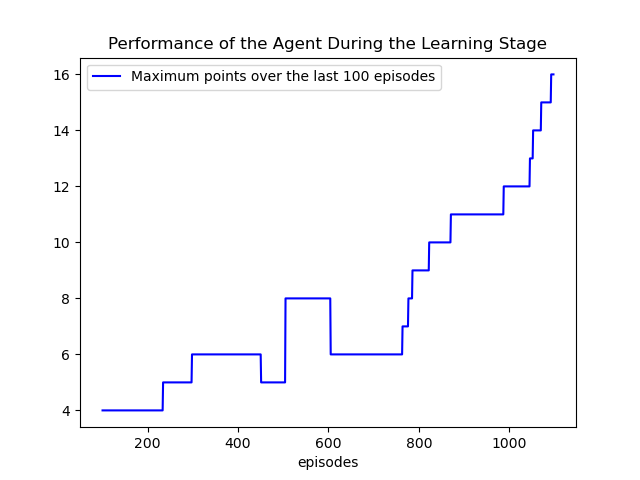 Performance of the Agent During the Learning Stage
Maximum points over the last 100 episodes
16
14
12
10
8
6
4
200 400 600 800 1000
episodes